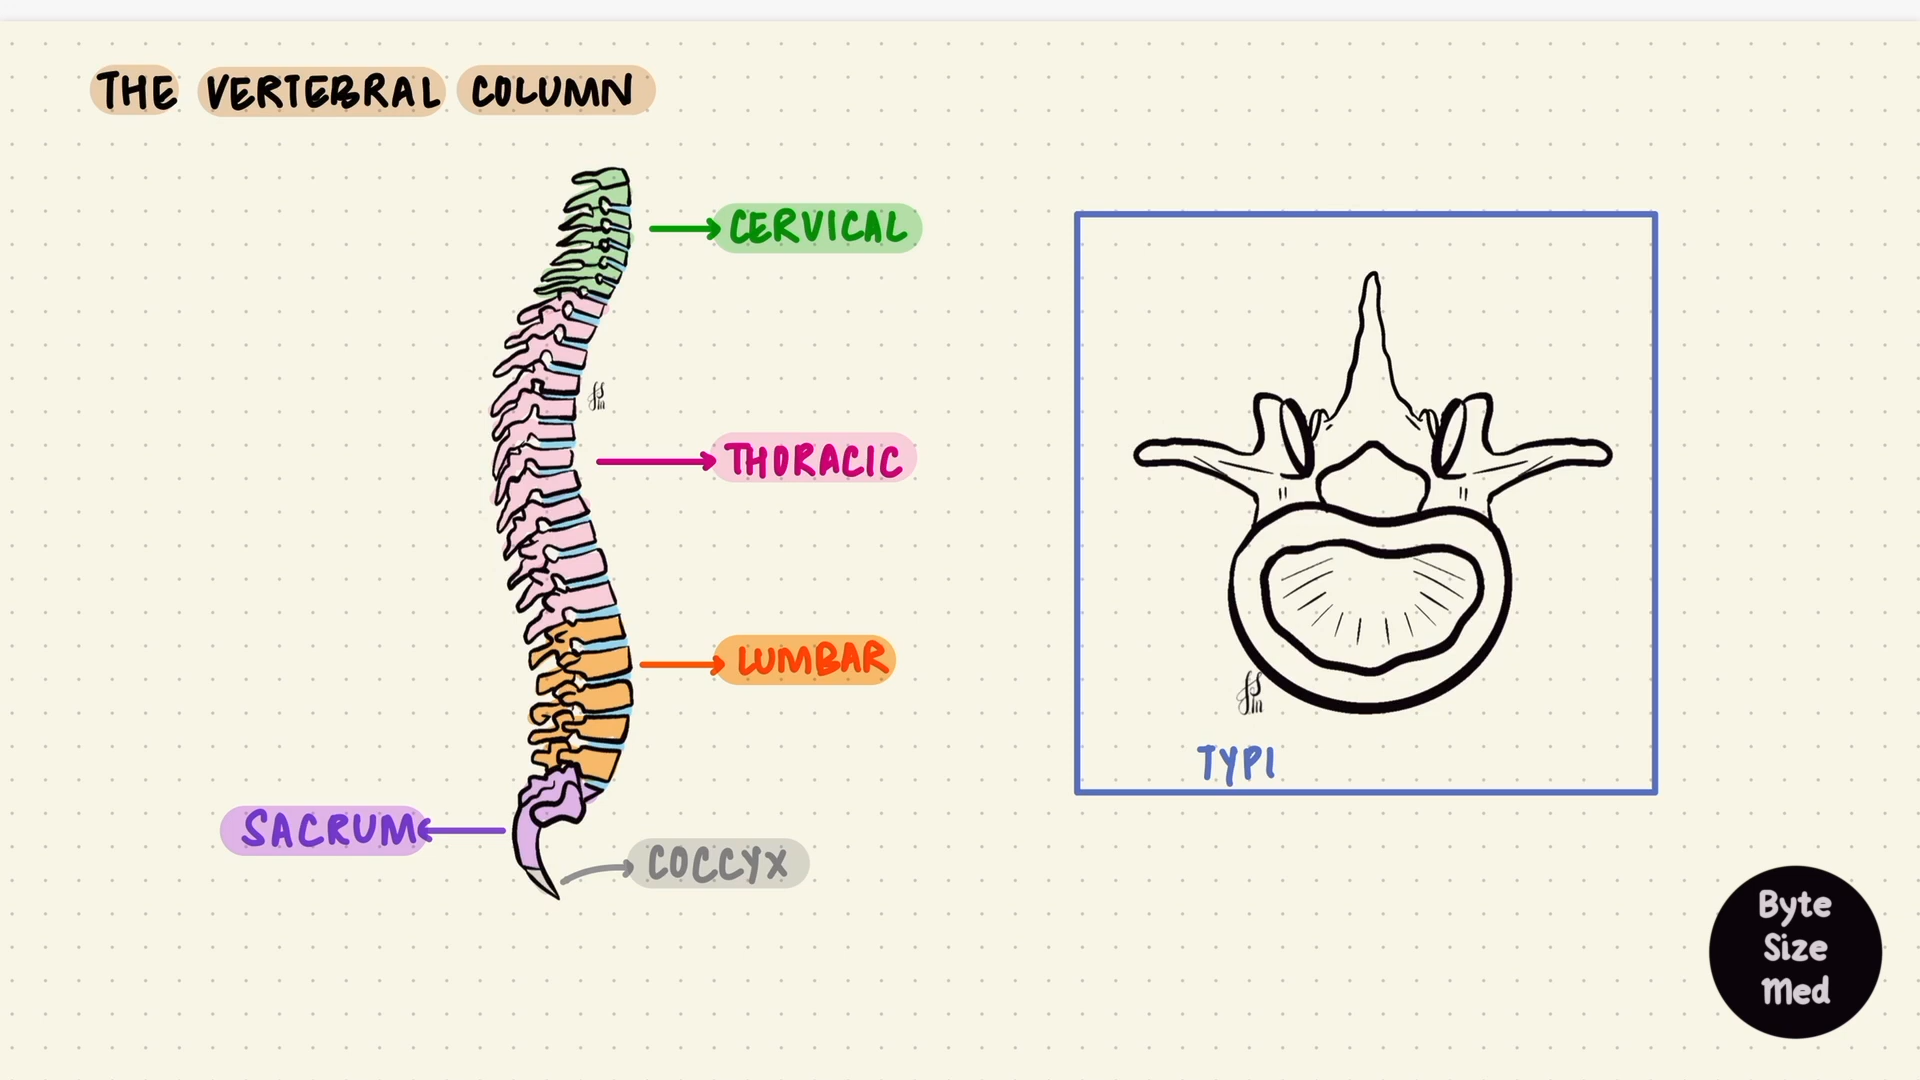 THE VERTEBRAL COLUMN
CERVICAL
THORACIC
LUMBAR
SACRUM
COCCYX
TYPI
Byte
Size
Med